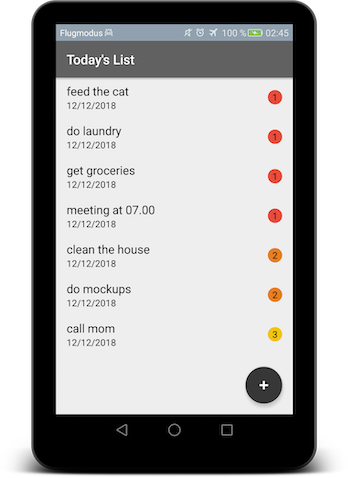 Flugmodus 100 % 02:45
Today's List
feed the cat
12/12/2018
1
do laundry
12/12/2018
1
get groceries
12/12/2018
1
meeting at 07.00
12/12/2018
1
clean the house
12/12/2018
2
do mockups
12/12/2018
2
call mom
12/12/2018
3
+